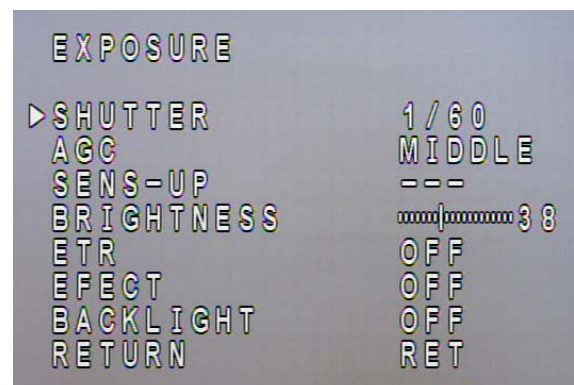 EXPOSURE
SHUTTER 1/60
AGC MIDDLE
SENS-UP ---
BRIGHTNESS 38
ETR OFF
EFECT OFF
BACKLIGHT OFF
RETURN RET